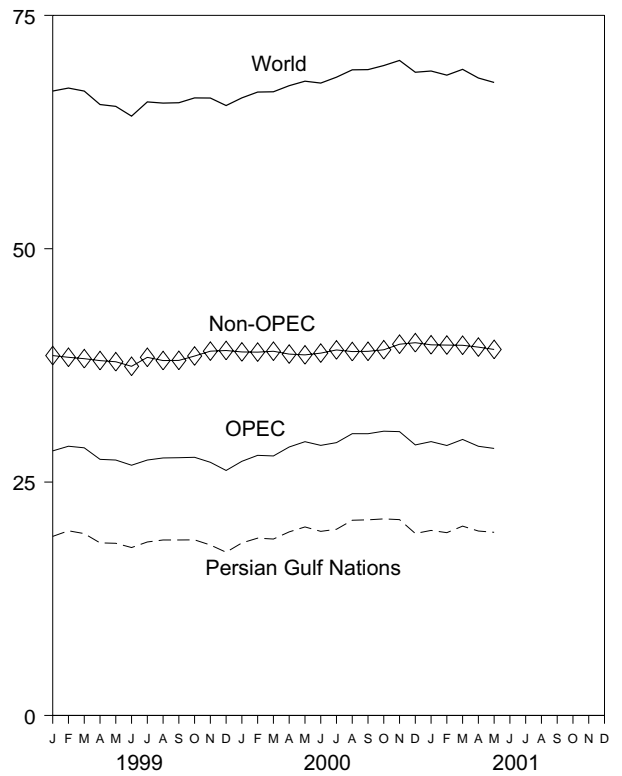 75
World
50
Non-OPEC
OPEC
25
Persian Gulf Nations
0
J F M A M J J A S O N D J F M A M J J A S O N D J F M A M J J A S O N D
1999 2000 2001